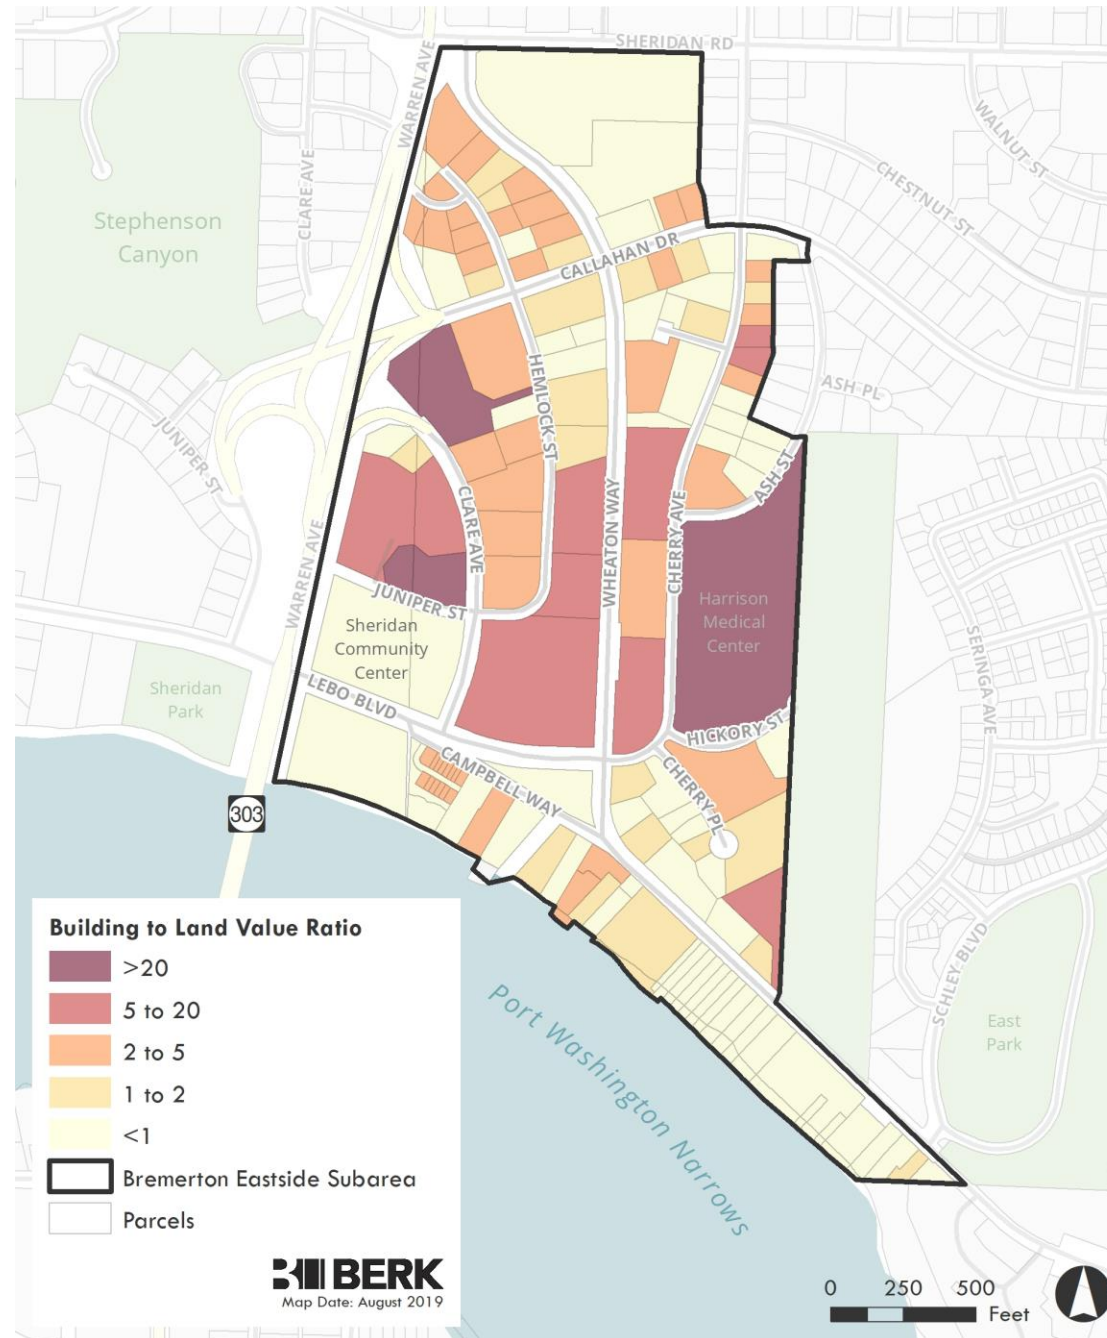 SHERIDAN RD
WARREN AVE
WALNUT ST
CLARE AVE
CHESTNUT ST
Stephenson
Canyon
CALLAHAN DR
HEMLOCK ST
ASH PL
JUNIPER ST
ASH ST
CLARE AVE
WHEATON WAY
CHERRY AVE
WARREN AVE
JUNIPER ST
Harrison
Medical
Center
Sheridan
Community
Center
SERINGA AVE
Sheridan
Park
LEBO BLVD
HICKORY ST
CAMPBELL WAY
CHERRY PL
303
SCHLEY BLVD
East
Park
Port Washington Narrows
Building to Land Value Ratio
>20
5 to 20
2 to 5
1 to 2
<1
Bremerton Eastside Subarea
Parcels
BERK
Map Date: August 2019
0 250 500
Feet